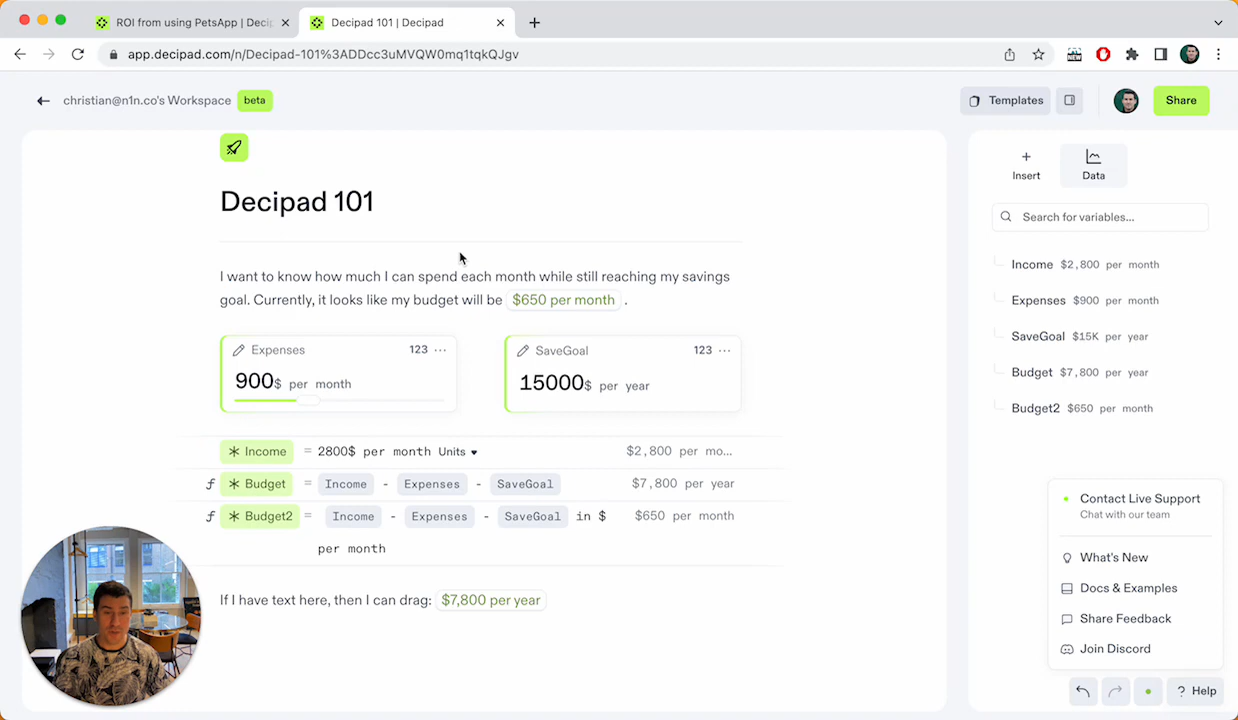 ROI from using PetsApp | Decip
Decipad 101 | Decipad
app.decipad.com/n/Decipad-101%3ADDcc3uMVQW0mq1tqkQJgv
NEW
christian@n1n.co's Workspace beta
Templates
Share
Decipad 101
I want to know how much I can spend each month while still reaching my savings
goal. Currently, it looks like my budget will be $650 per month .
Expenses 123 ...
900$ per month
SaveGoal 123 ...
15000$ per year
Income = 2800$ per month Units $2,800 per mo...
Budget = Income - Expenses - SaveGoal $7,800 per year
Budget2 = Income - Expenses - SaveGoal in $ $650 per month
per month
If I have text here, then I can drag: $7,800 per year
Insert
Data
Search for variables...
Income $2,800 per month
Expenses $900 per month
SaveGoal $15K per year
Budget $7,800 per year
Budget2 $650 per month
Contact Live Support
Chat with our team
What's New
Docs & Examples
Share Feedback
Join Discord
? Help